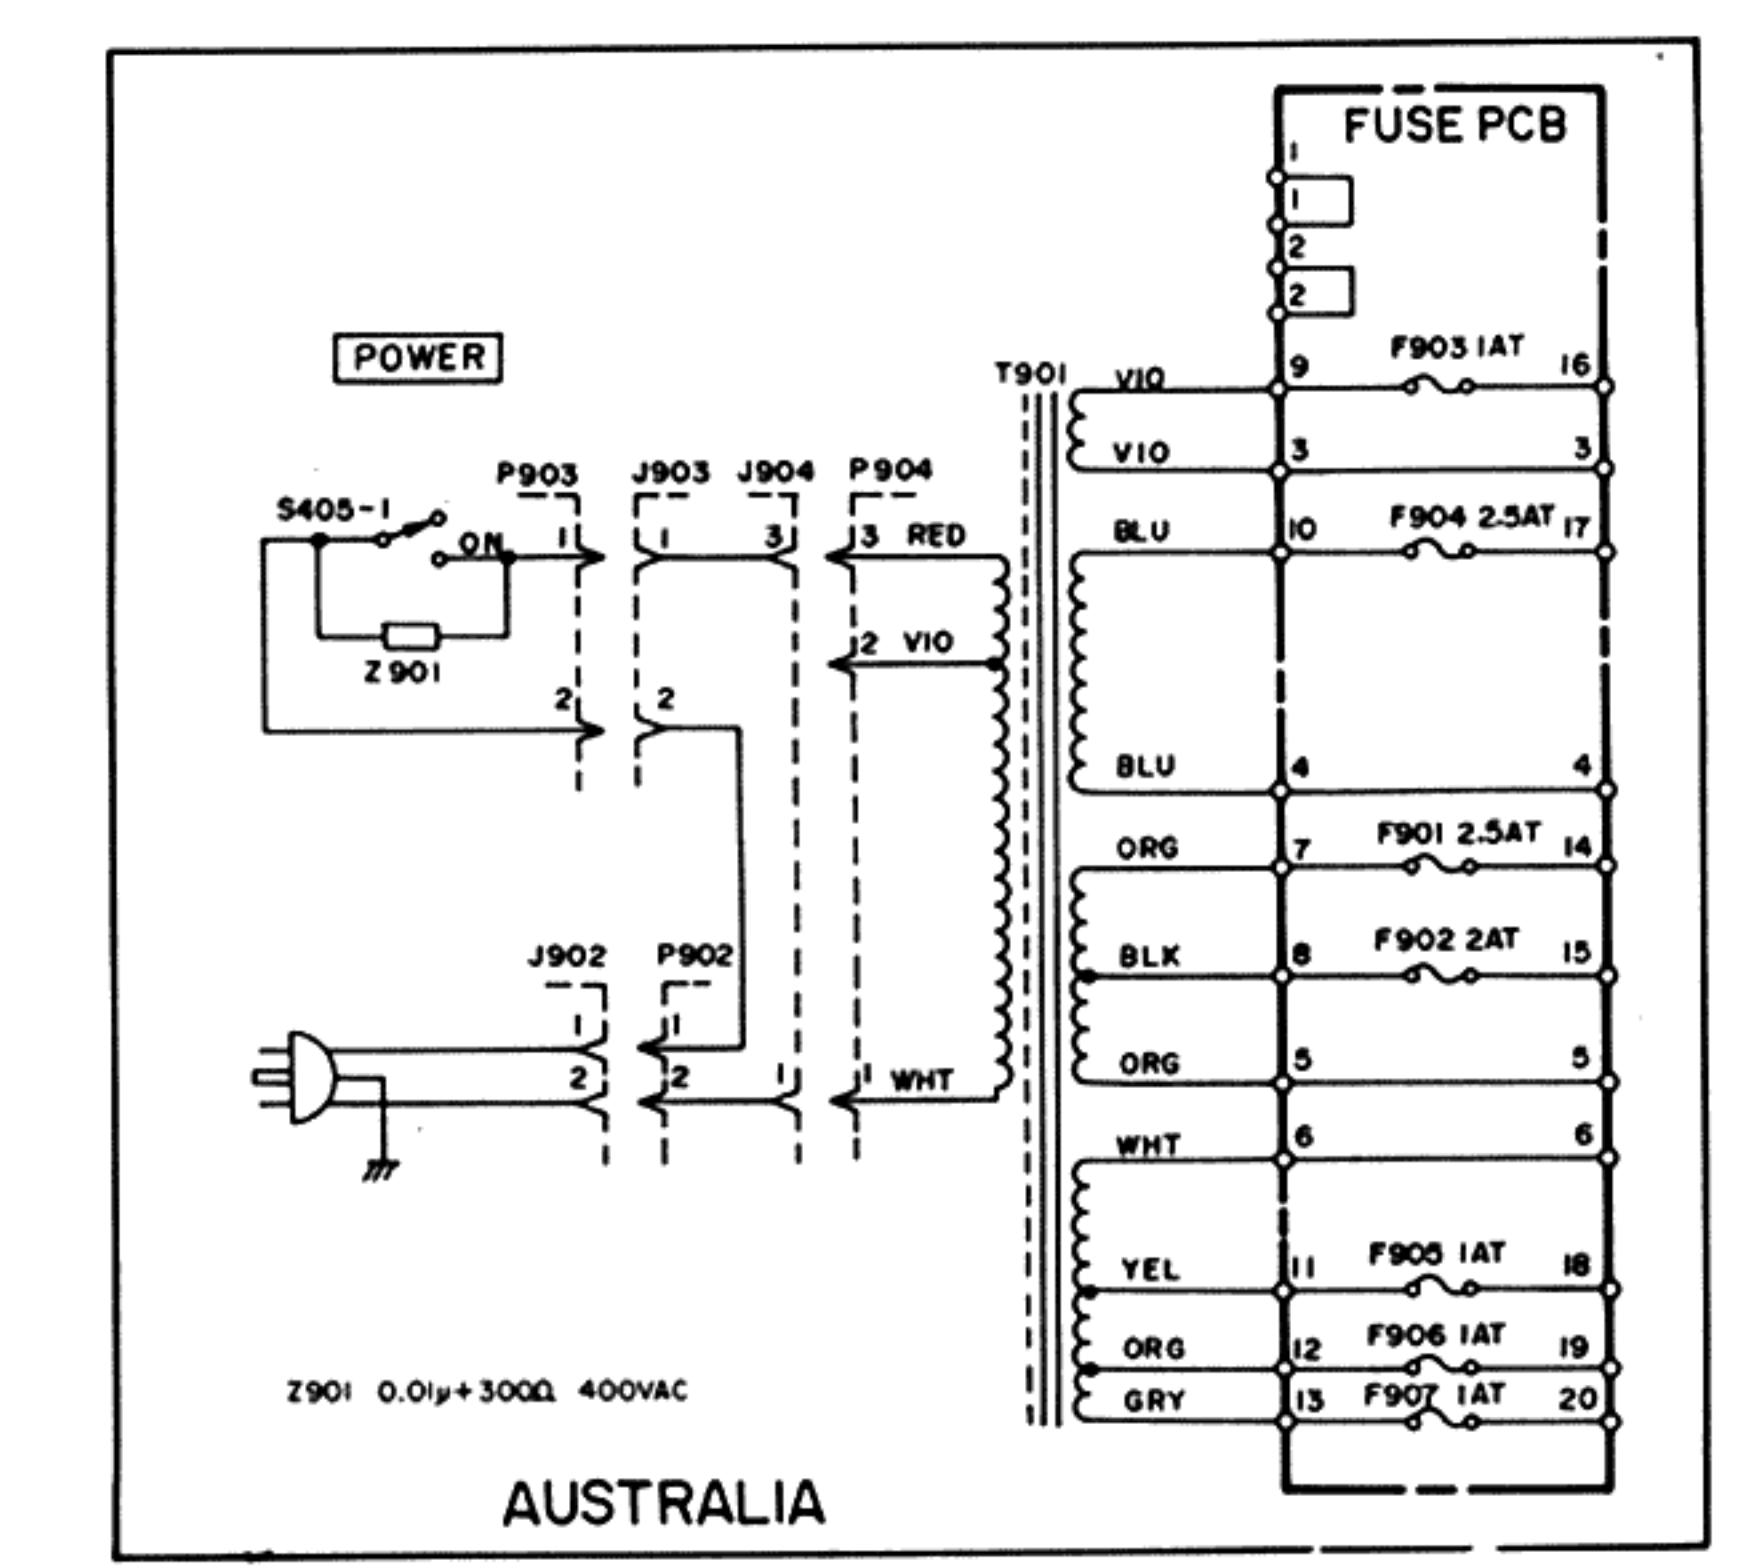 FUSE PCB
1
1
2
2
POWER
T901
VIO
9
F903 1AT
16
VIO
3
3
P903
J903
J904
P904
S405-1
ON
1
1
3
3
RED
BLU
10
F904 2.5AT
17
Z901
2
VIO
2
2
BLU
4
4
ORG
7
F901 2.5AT
14
J902
P902
BLK
8
F902 2AT
15
1
1
2
2
1
1
WHT
ORG
5
5
WHT
6
6
YEL
11
F905 1AT
18
ORG
12
F906 1AT
19
Z901 0.01μ+300Ω 400VAC
GRY
13
F907 1AT
20
AUSTRALIA